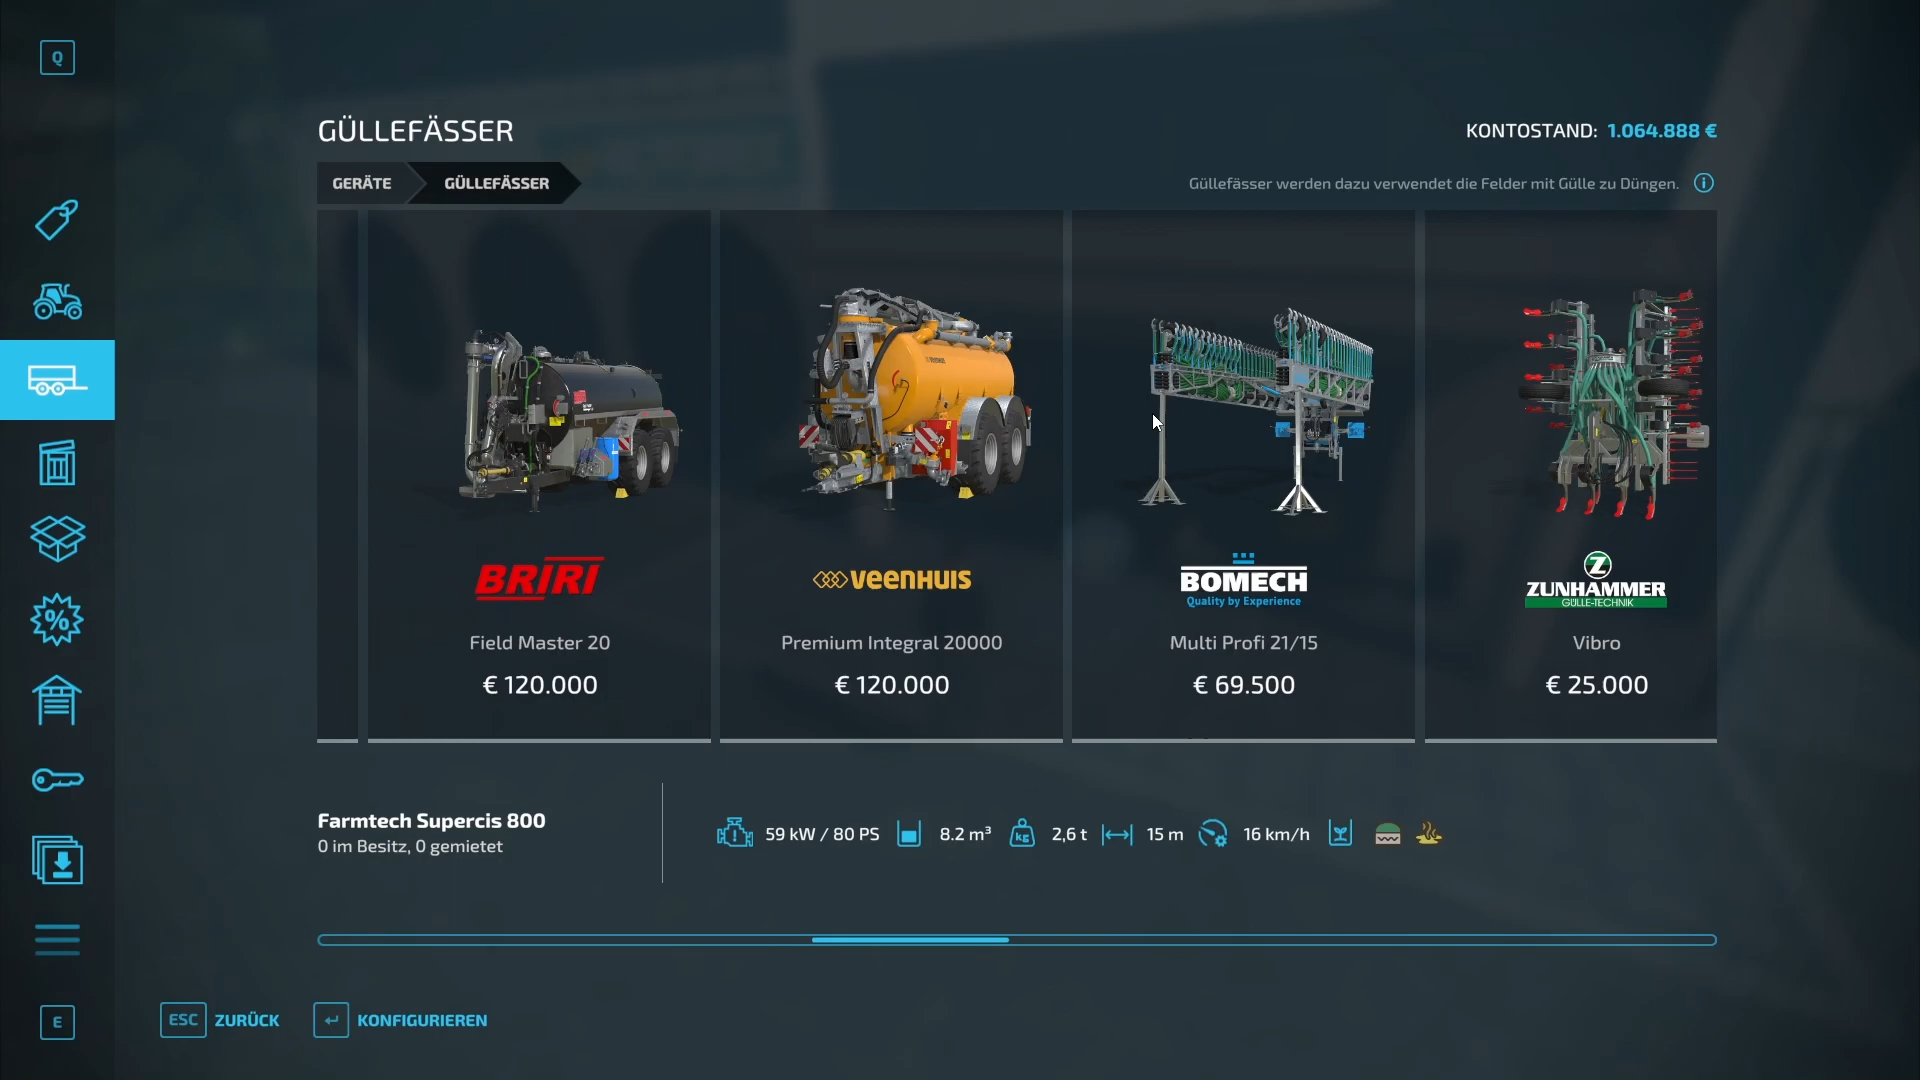 Q
GÜLLEFÄSSER
KONTOSTAND: 1.064.888 €
GERÄTE
GÜLLEFÄSSER
Güllefässer werden dazu verwendet die Felder mit Gülle zu Düngen.
BRIRI
Field Master 20
€ 120.000
VEENHUIS
Premium Integral 20000
€ 120.000
BOMECH
Quality by Experience
Multi Profi 21/15
€ 69.500
Z
ZUNHAMMER
GÜLLE-TECHNIK
Vibro
€ 25.000
Farmtech Supercis 800
0 im Besitz, 0 gemietet
59 kW / 80 PS
8.2 m³
kg
2,6 t
15 m
16 km/h
E
ESC ZURÜCK
KONFIGURIEREN